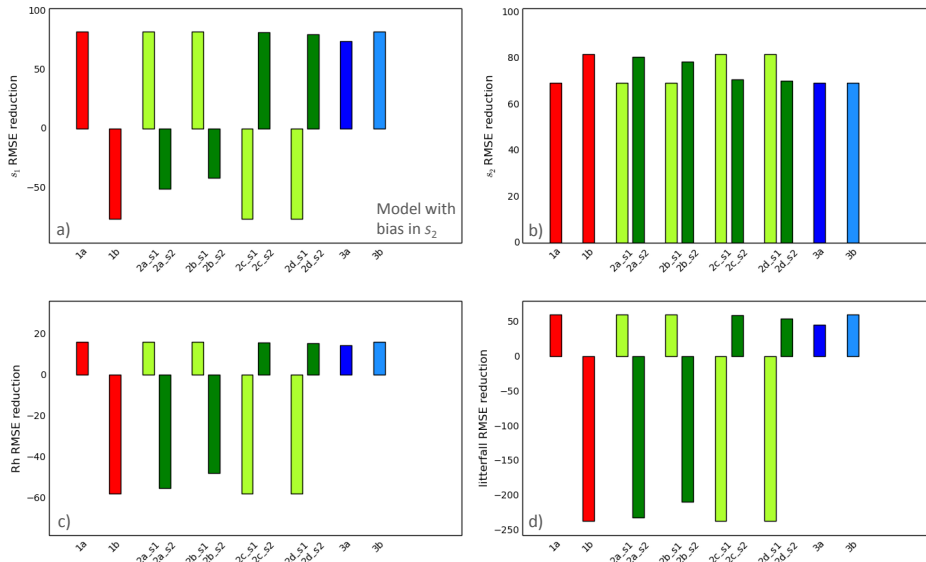 100
50
0
−50
s₁ RMSE reduction
a)
Model with
bias in s₂
1a
1b
2a_s1
2a_s2
2b_s1
2b_s2
2c_s1
2c_s2
2d_s1
2d_s2
3a
3b
100
80
60
40
20
0
s₂ RMSE reduction
b)
1a
1b
2a_s1
2a_s2
2b_s1
2b_s2
2c_s1
2c_s2
2d_s1
2d_s2
3a
3b
20
0
−20
−40
−60
Rh RMSE reduction
c)
1a
1b
2a_s1
2a_s2
2b_s1
2b_s2
2c_s1
2c_s2
2d_s1
2d_s2
3a
3b
50
0
−50
−100
−150
−200
−250
litterfall RMSE reduction
d)
1a
1b
2a_s1
2a_s2
2b_s1
2b_s2
2c_s1
2c_s2
2d_s1
2d_s2
3a
3b